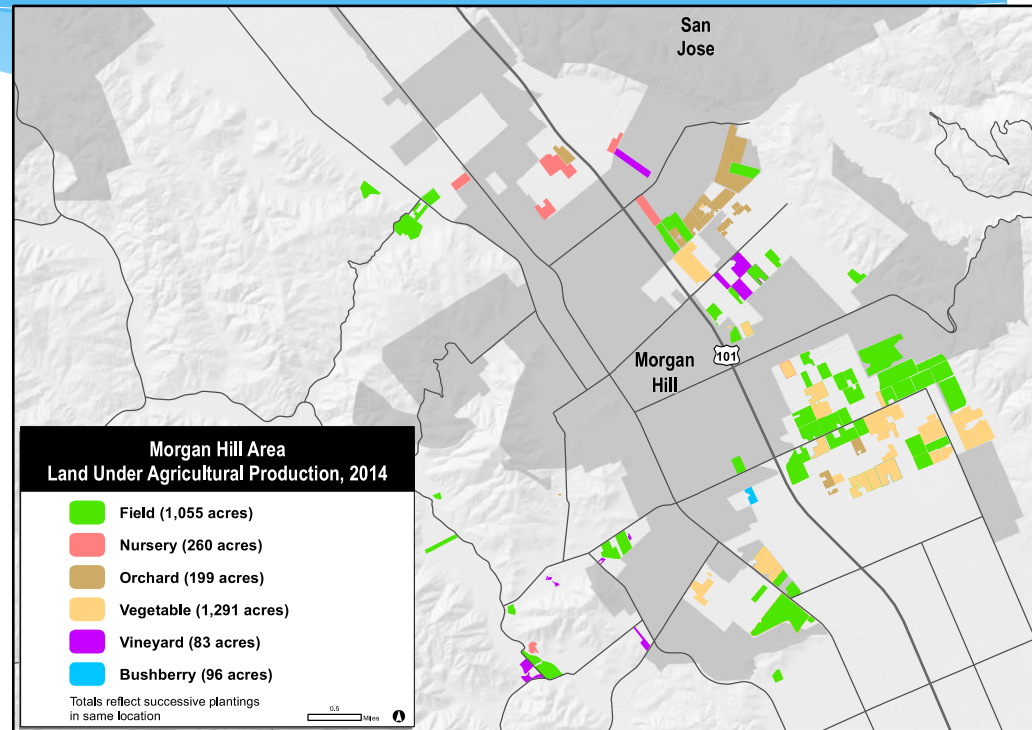 San
Jose
Morgan
Hill
101
Morgan Hill Area
Land Under Agricultural Production, 2014
Field (1,055 acres)
Nursery (260 acres)
Orchard (199 acres)
Vegetable (1,291 acres)
Vineyard (83 acres)
Bushberry (96 acres)
Totals reflect successive plantings
in same location
0.5
Miles